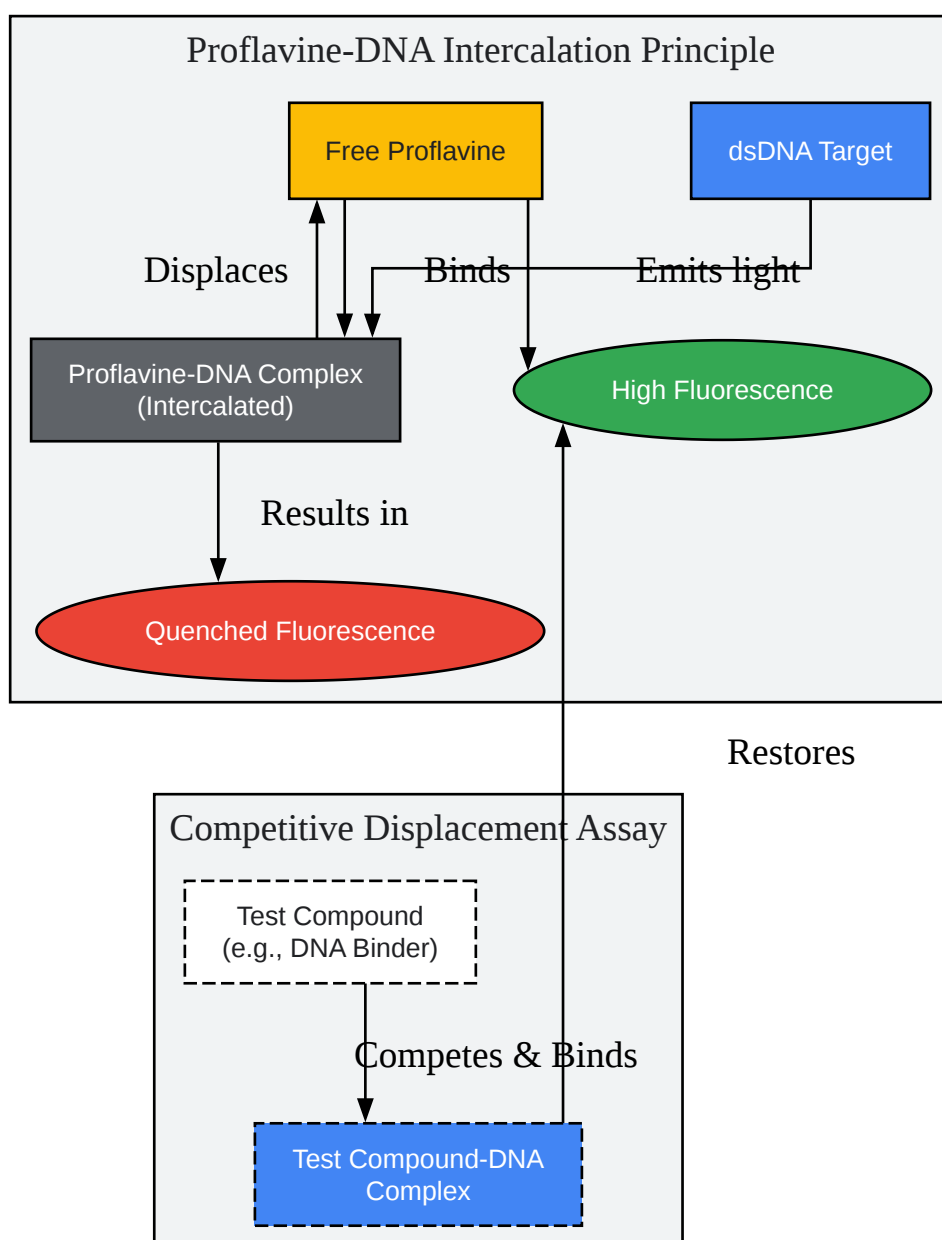 Proflavine-DNA Intercalation Principle
Free Proflavine
dsDNA Target
Displaces
Binds
Emits light
Proflavine-DNA Complex
(Intercalated)
High Fluorescence
Results in
Quenched Fluorescence
Restores
Competitive Displacement Assay
Test Compound
(e.g., DNA Binder)
Competes & Binds
Test Compound-DNA
Complex